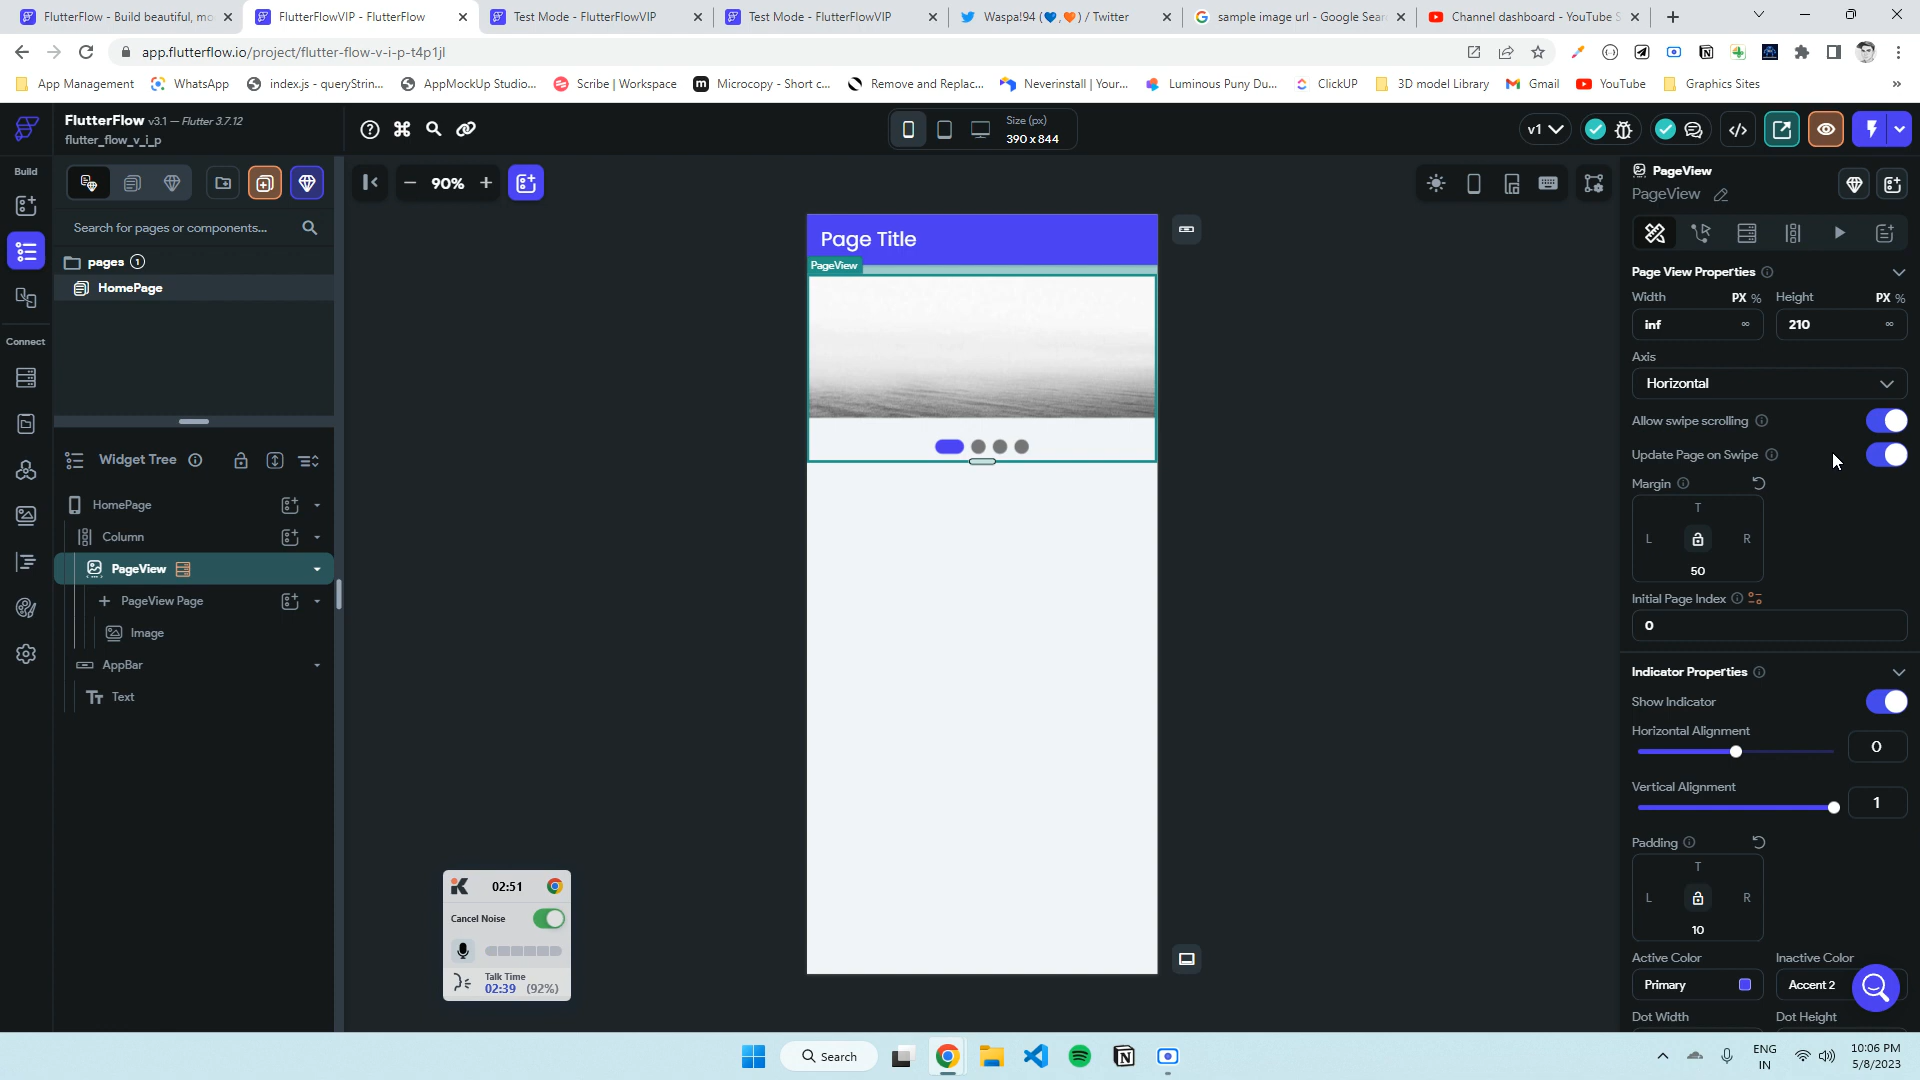 FlutterFlow - Build beautiful, mo
FlutterFlowVIP - FlutterFlow
Test Mode - FlutterFlowVIP
Test Mode - FlutterFlowVIP
Waspa!94 (💙,🧡) / Twitter
sample image url - Google Sear
Channel dashboard - YouTube S
app.flutterflow.io/project/flutter-flow-v-i-p-t4p1jl
App Management
WhatsApp
index.js - queryStrin...
AppMockUp Studio...
Scribe | Workspace
Microcopy - Short c...
Remove and Replac...
Neverinstall | Your...
Luminous Puny Du...
ClickUP
3D model Library
Gmail
YouTube
Graphics Sites
FlutterFlow v3.1 — Flutter 3.7.12
flutter_flow_v_i_p
Size (px)
390 x 844
v1
Build
90%
PageView
PageView
Search for pages or components...
pages 1
HomePage
Connect
Page Title
PageView
Page View Properties
Width PX % Height PX %
inf ∞ 210 ∞
Axis
Horizontal
Allow swipe scrolling
Update Page on Swipe
Margin
T
L R
50
Initial Page Index
0
Widget Tree
HomePage
Column
PageView
PageView Page
Image
AppBar
Text
Indicator Properties
Show Indicator
Horizontal Alignment
0
Vertical Alignment
1
Padding
T
L R
10
Active Color Inactive Color
Primary Accent 2
Dot Width Dot Height
02:51
Cancel Noise
Talk Time
02:39 (92%)
Search
ENG
IN
10:06 PM
5/8/2023